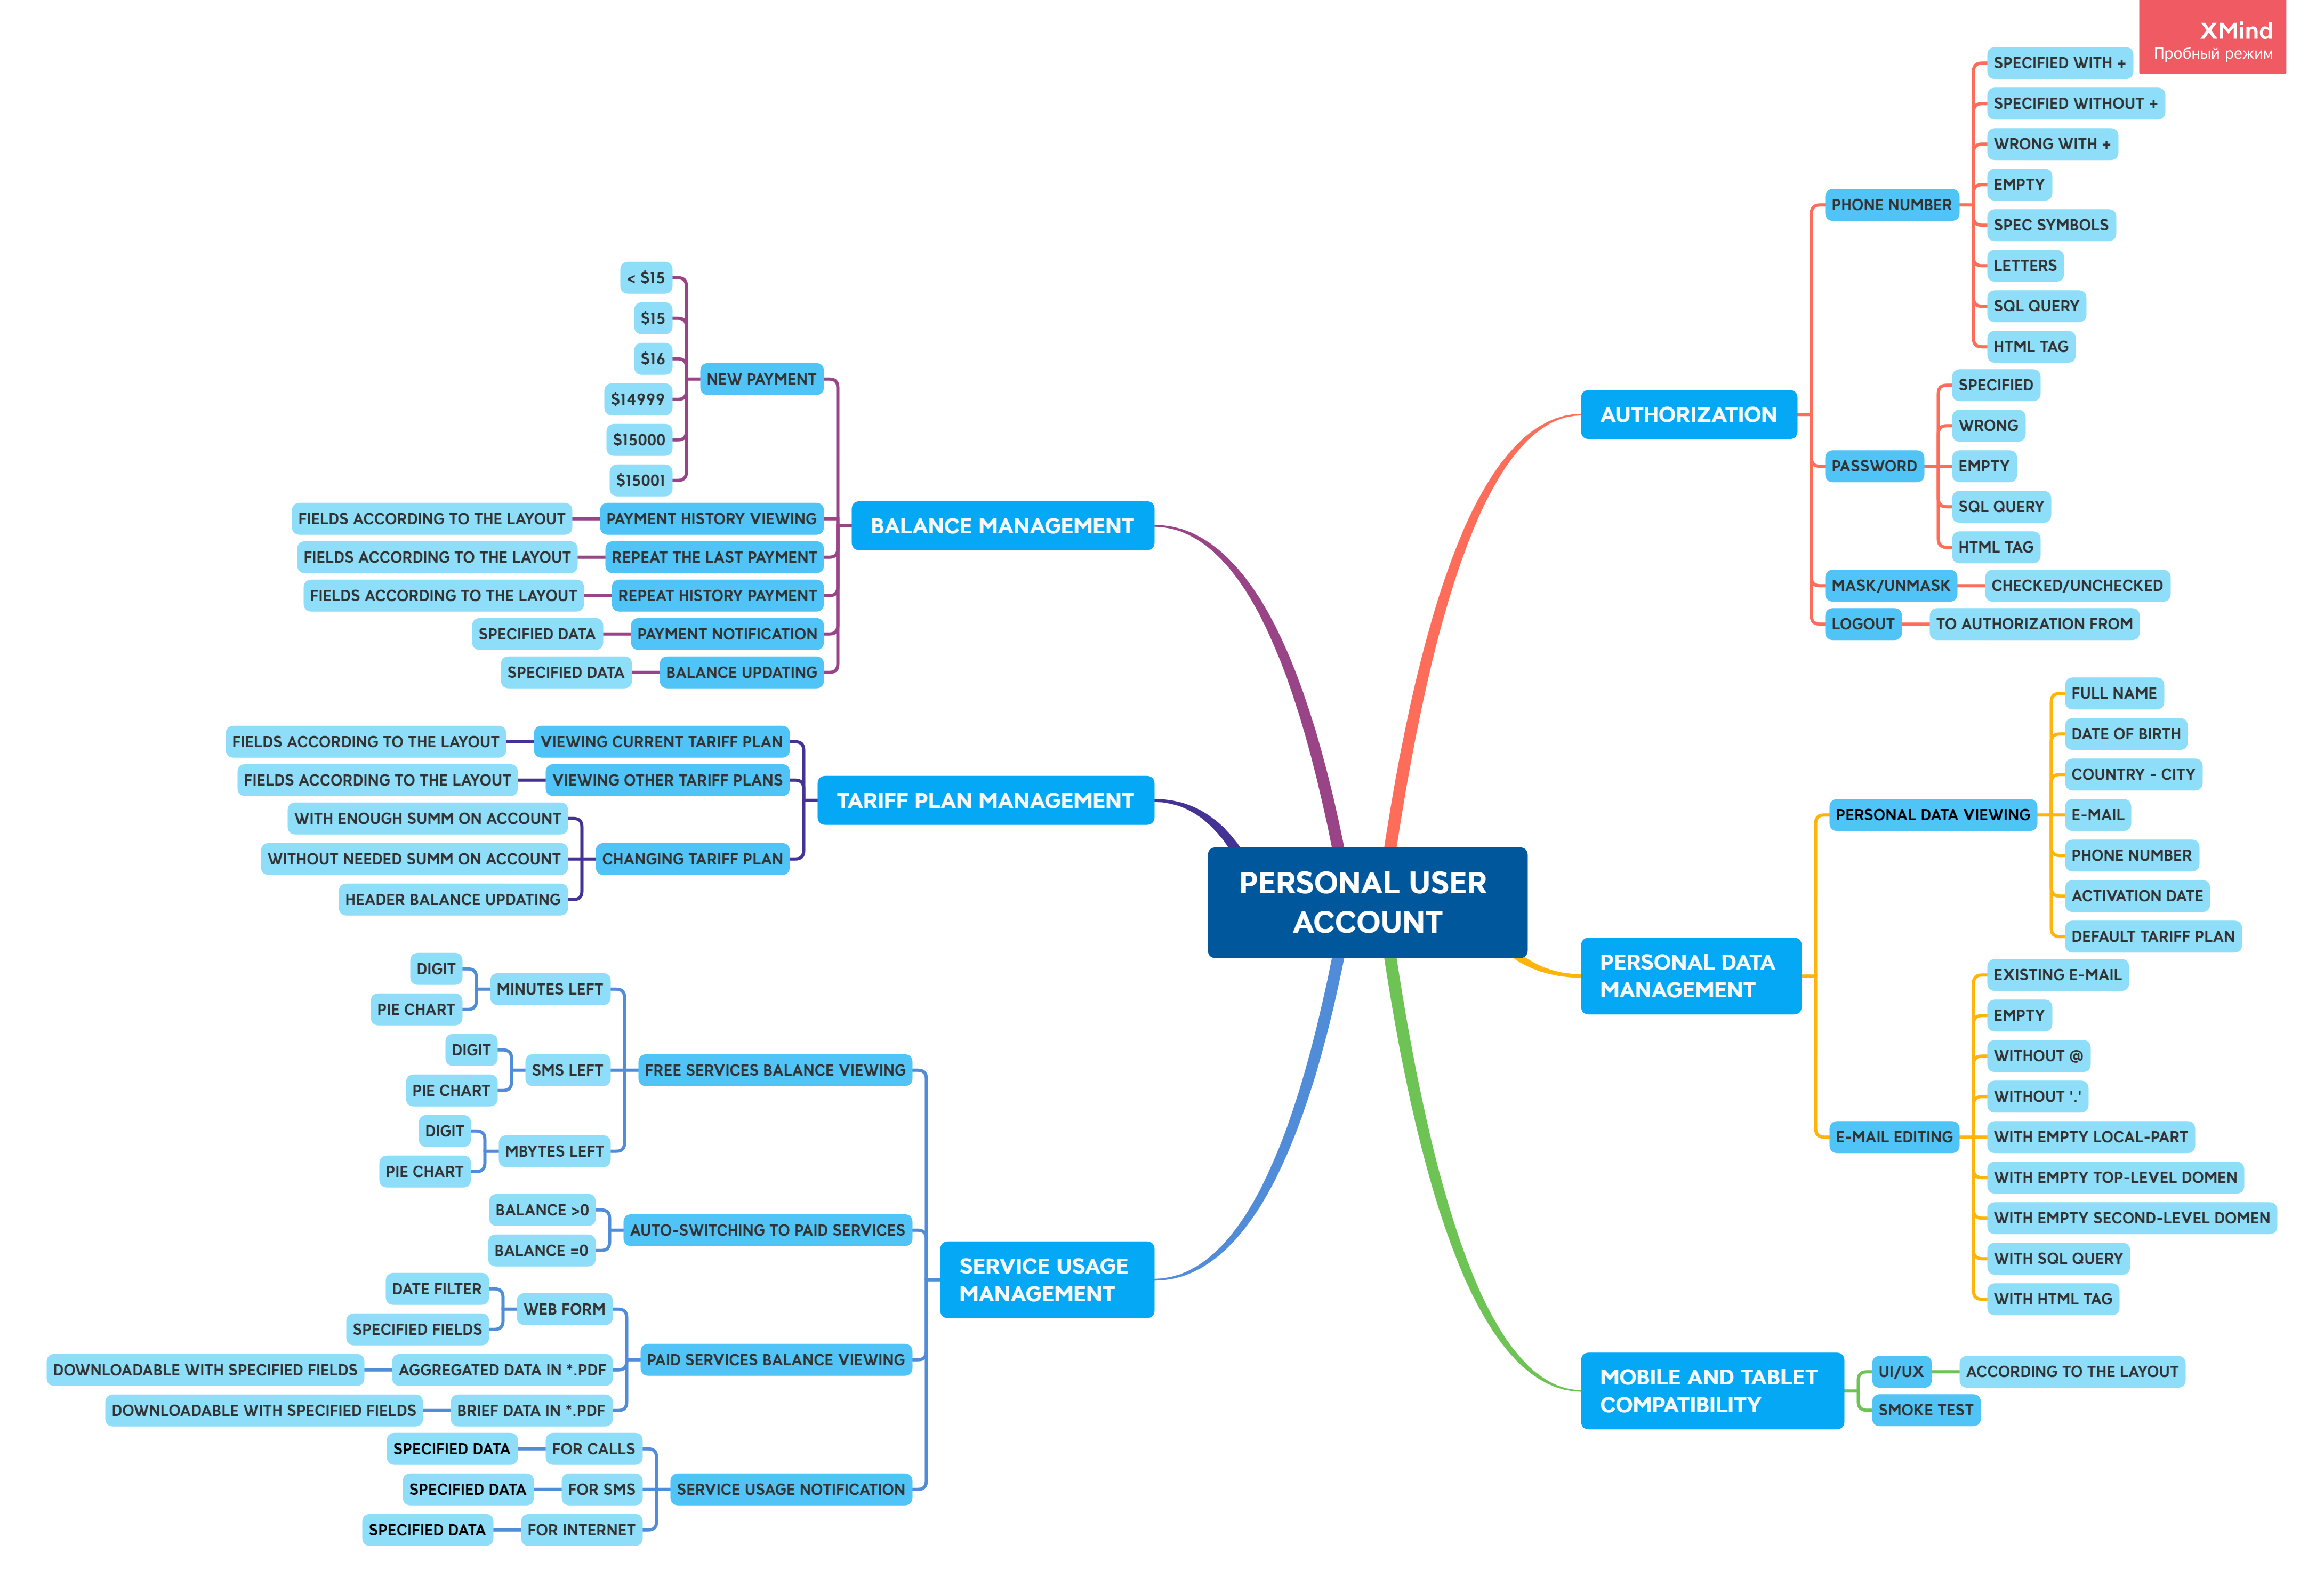 XMind
Пробный режим
PERSONAL USER
ACCOUNT
AUTHORIZATION
PHONE NUMBER
SPECIFIED WITH +
SPECIFIED WITHOUT +
WRONG WITH +
EMPTY
SPEC SYMBOLS
LETTERS
SQL QUERY
HTML TAG
PASSWORD
SPECIFIED
WRONG
EMPTY
SQL QUERY
HTML TAG
MASK/UNMASK
CHECKED/UNCHECKED
LOGOUT
TO AUTHORIZATION FROM
PERSONAL DATA
MANAGEMENT
PERSONAL DATA VIEWING
FULL NAME
DATE OF BIRTH
COUNTRY - CITY
E-MAIL
PHONE NUMBER
ACTIVATION DATE
DEFAULT TARIFF PLAN
E-MAIL EDITING
EXISTING E-MAIL
EMPTY
WITHOUT @
WITHOUT '.'
WITH EMPTY LOCAL-PART
WITH EMPTY TOP-LEVEL DOMEN
WITH EMPTY SECOND-LEVEL DOMEN
WITH SQL QUERY
WITH HTML TAG
MOBILE AND TABLET
COMPATIBILITY
UI/UX
ACCORDING TO THE LAYOUT
SMOKE TEST
BALANCE MANAGEMENT
NEW PAYMENT
< $15
$15
$16
$14999
$15000
$15001
PAYMENT HISTORY VIEWING
FIELDS ACCORDING TO THE LAYOUT
REPEAT THE LAST PAYMENT
FIELDS ACCORDING TO THE LAYOUT
REPEAT HISTORY PAYMENT
FIELDS ACCORDING TO THE LAYOUT
PAYMENT NOTIFICATION
SPECIFIED DATA
BALANCE UPDATING
SPECIFIED DATA
TARIFF PLAN MANAGEMENT
VIEWING CURRENT TARIFF PLAN
FIELDS ACCORDING TO THE LAYOUT
VIEWING OTHER TARIFF PLANS
FIELDS ACCORDING TO THE LAYOUT
CHANGING TARIFF PLAN
WITH ENOUGH SUMM ON ACCOUNT
WITHOUT NEEDED SUMM ON ACCOUNT
HEADER BALANCE UPDATING
SERVICE USAGE
MANAGEMENT
FREE SERVICES BALANCE VIEWING
MINUTES LEFT
DIGIT
PIE CHART
SMS LEFT
DIGIT
PIE CHART
MBYTES LEFT
DIGIT
PIE CHART
AUTO-SWITCHING TO PAID SERVICES
BALANCE >0
BALANCE =0
PAID SERVICES BALANCE VIEWING
WEB FORM
DATE FILTER
SPECIFIED FIELDS
AGGREGATED DATA IN *.PDF
DOWNLOADABLE WITH SPECIFIED FIELDS
BRIEF DATA IN *.PDF
DOWNLOADABLE WITH SPECIFIED FIELDS
SERVICE USAGE NOTIFICATION
FOR CALLS
SPECIFIED DATA
FOR SMS
SPECIFIED DATA
FOR INTERNET
SPECIFIED DATA